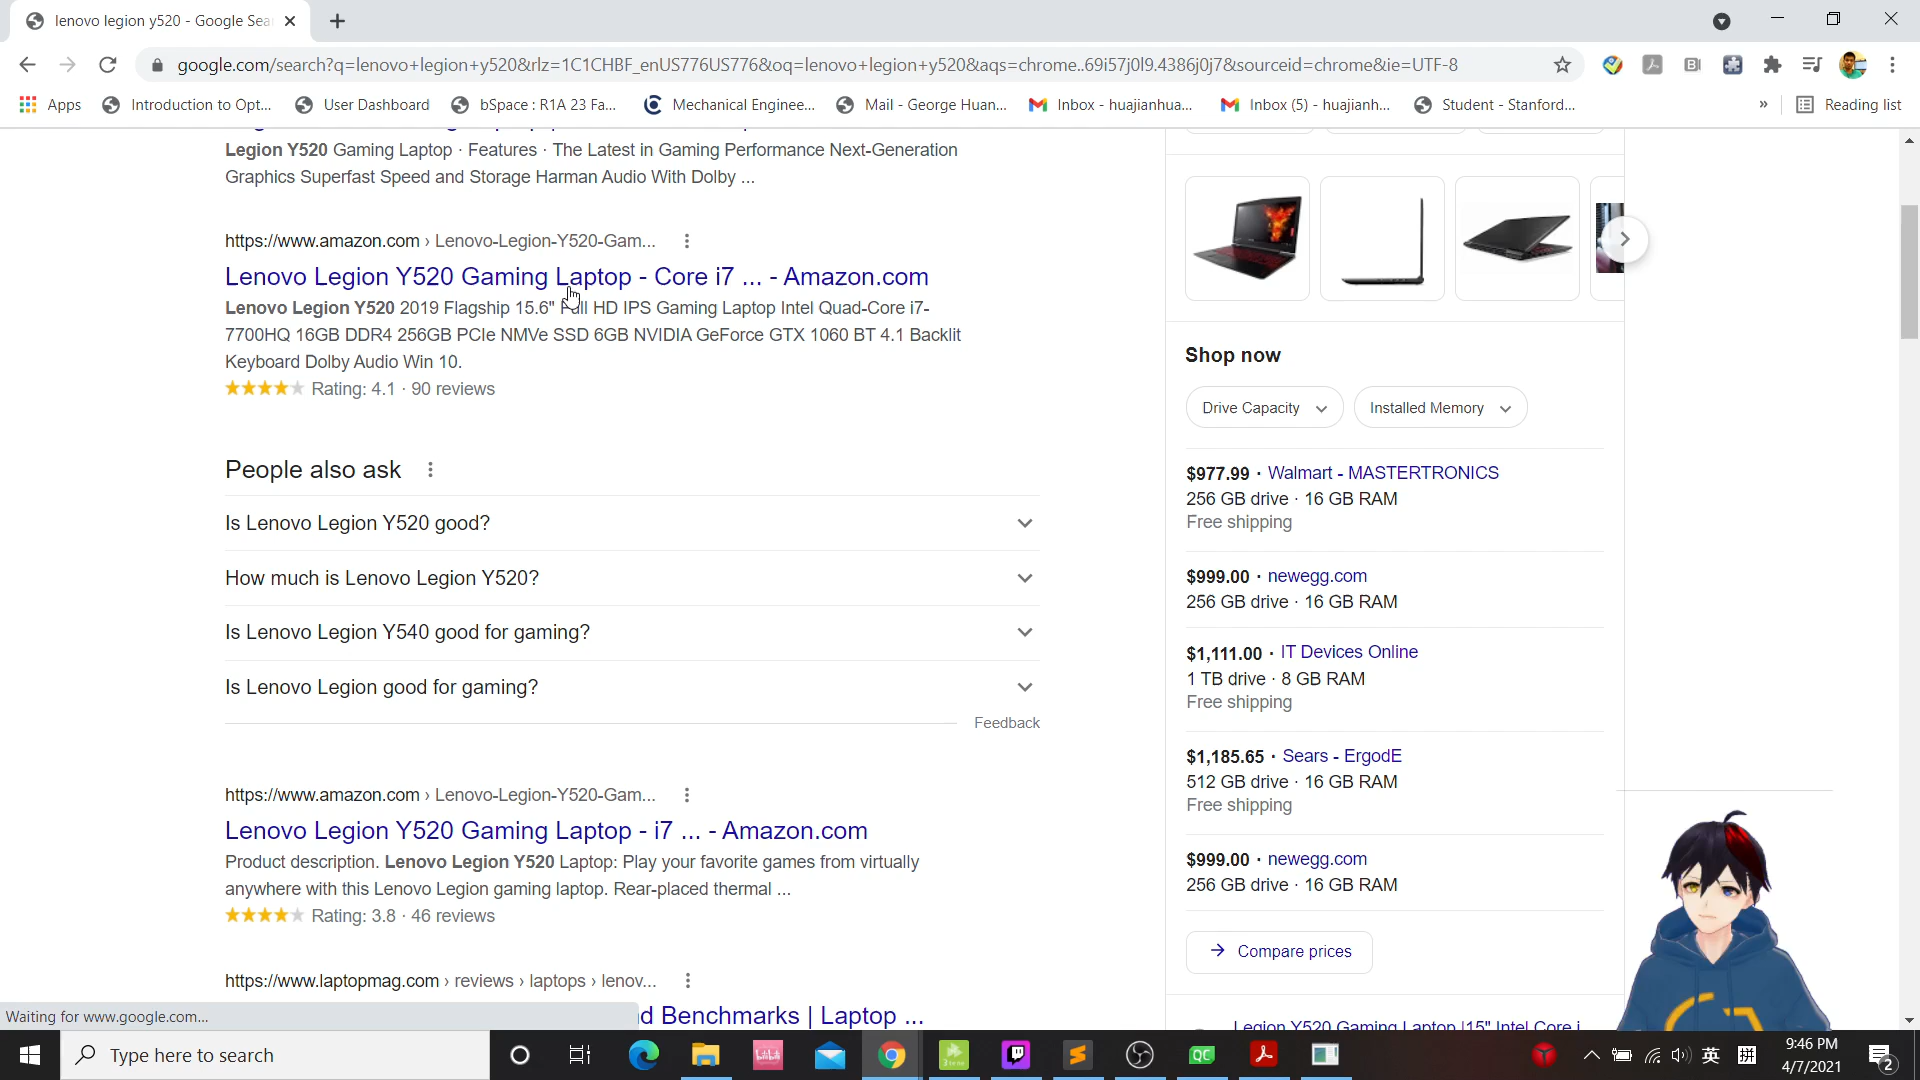 lenovo legion y520 - Google Sea
google.com/search?q=lenovo+legion+y520&rlz=1C1CHBF_enUS776US776&oq=lenovo+legion+y520&aqs=chrome..69i57j0l9.4386j0j7&sourceid=chrome&ie=UTF-8
Apps
Introduction to Opt...
User Dashboard
bSpace : R1A 23 Fa...
Mechanical Enginee...
Mail - George Huan...
Inbox - huajianhua...
Inbox (5) - huajianh...
Student - Stanford...
»
Reading list
Legion Y520 Gaming Laptop · Features · The Latest in Gaming Performance Next-Generation
Graphics Superfast Speed and Storage Harman Audio With Dolby ...
https://www.amazon.com › Lenovo-Legion-Y520-Gam...
Lenovo Legion Y520 Gaming Laptop - Core i7 ... - Amazon.com
Lenovo Legion Y520 2019 Flagship 15.6" Full HD IPS Gaming Laptop Intel Quad-Core i7-
7700HQ 16GB DDR4 256GB PCIe NMVe SSD 6GB NVIDIA GeForce GTX 1060 BT 4.1 Backlit
Keyboard Dolby Audio Win 10.
Rating: 4.1 · 90 reviews
People also ask
Is Lenovo Legion Y520 good?
How much is Lenovo Legion Y520?
Is Lenovo Legion Y540 good for gaming?
Is Lenovo Legion good for gaming?
Feedback
https://www.amazon.com › Lenovo-Legion-Y520-Gam...
Lenovo Legion Y520 Gaming Laptop - i7 ... - Amazon.com
Product description. Lenovo Legion Y520 Laptop: Play your favorite games from virtually
anywhere with this Lenovo Legion gaming laptop. Rear-placed thermal ...
Rating: 3.8 · 46 reviews
https://www.laptopmag.com › reviews › laptops › lenov...
d Benchmarks | Laptop ...
Waiting for www.google.com...
Shop now
Drive Capacity
Installed Memory
$977.99 · Walmart - MASTERTRONICS
256 GB drive · 16 GB RAM
Free shipping
$999.00 · newegg.com
256 GB drive · 16 GB RAM
$1,111.00 · IT Devices Online
1 TB drive · 8 GB RAM
Free shipping
$1,185.65 · Sears - ErgodE
512 GB drive · 16 GB RAM
Free shipping
$999.00 · newegg.com
256 GB drive · 16 GB RAM
Compare prices
Legion Y520 Gaming Laptop |15" Intel Core i
Type here to search
QC
英
拼
9:46 PM
4/7/2021
2